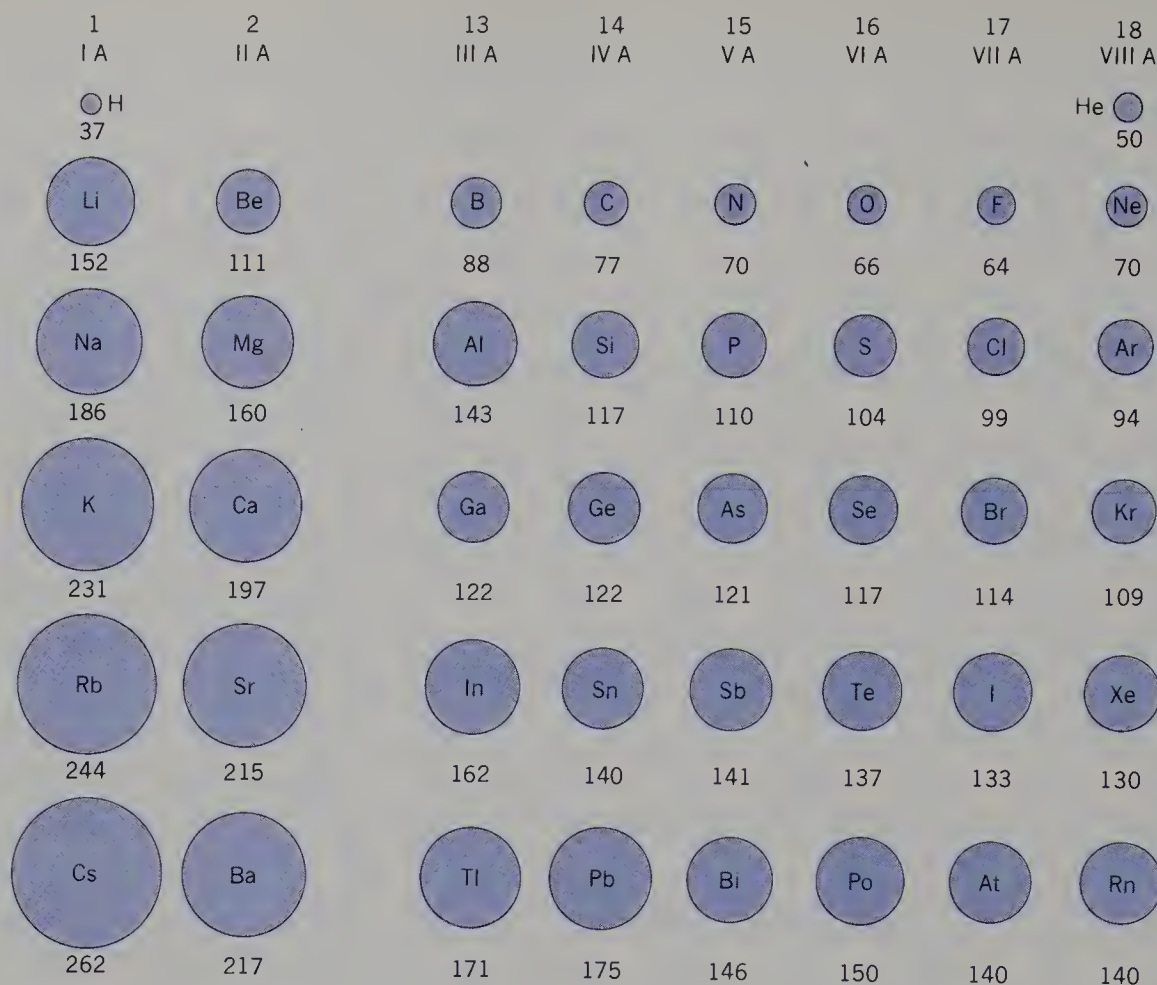 1 2 13 14 15 16 17 18
I A II A III A IV A V A VI A VII A VIII A
H He
37 50
Li Be B C N O F Ne
152 111 88 77 70 66 64 70
Na Mg Al Si P S Cl Ar
186 160 143 117 110 104 99 94
K Ca Ga Ge As Se Br Kr
231 197 122 122 121 117 114 109
Rb Sr In Sn Sb Te I Xe
244 215 162 140 141 137 133 130
Cs Ba Tl Pb Bi Po At Rn
262 217 171 175 146 150 140 140